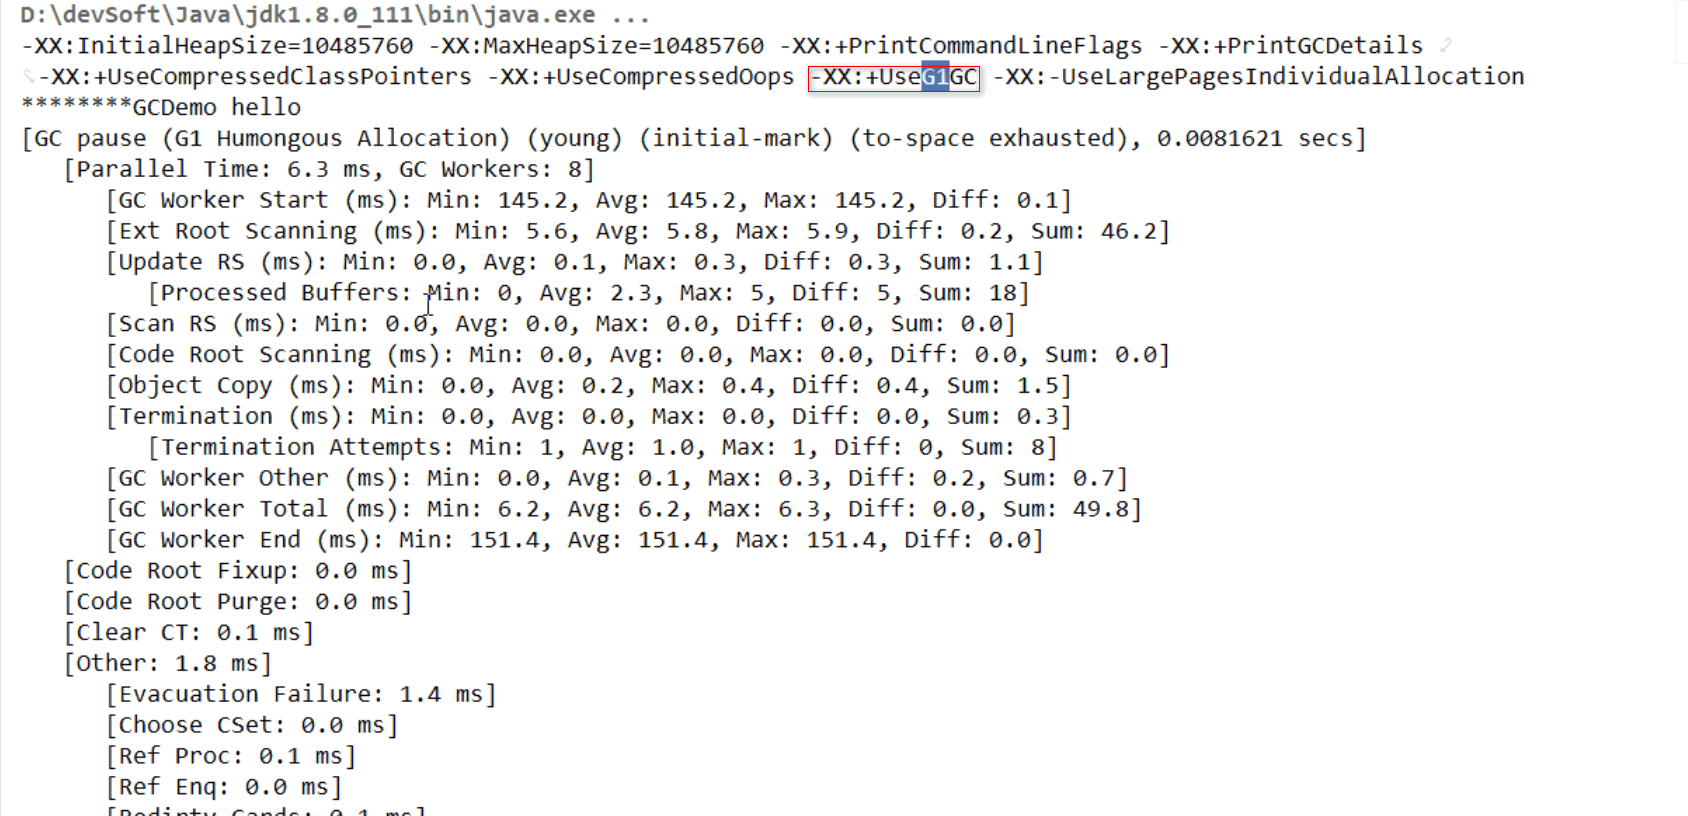 D:\devSoft\Java\jdk1.8.0_111\bin\java.exe ...
-XX:InitialHeapSize=10485760 -XX:MaxHeapSize=10485760 -XX:+PrintCommandLineFlags -XX:+PrintGCDetails
-XX:+UseCompressedClassPointers -XX:+UseCompressedOops -XX:+UseG1GC -XX:-UseLargePagesIndividualAllocation
********GCDemo hello
[GC pause (G1 Humongous Allocation) (young) (initial-mark) (to-space exhausted), 0.0081621 secs]
[Parallel Time: 6.3 ms, GC Workers: 8]
[GC Worker Start (ms): Min: 145.2, Avg: 145.2, Max: 145.2, Diff: 0.1]
[Ext Root Scanning (ms): Min: 5.6, Avg: 5.8, Max: 5.9, Diff: 0.2, Sum: 46.2]
[Update RS (ms): Min: 0.0, Avg: 0.1, Max: 0.3, Diff: 0.3, Sum: 1.1]
[Processed Buffers: Min: 0, Avg: 2.3, Max: 5, Diff: 5, Sum: 18]
[Scan RS (ms): Min: 0.0, Avg: 0.0, Max: 0.0, Diff: 0.0, Sum: 0.0]
[Code Root Scanning (ms): Min: 0.0, Avg: 0.0, Max: 0.0, Diff: 0.0, Sum: 0.0]
[Object Copy (ms): Min: 0.0, Avg: 0.2, Max: 0.4, Diff: 0.4, Sum: 1.5]
[Termination (ms): Min: 0.0, Avg: 0.0, Max: 0.0, Diff: 0.0, Sum: 0.3]
[Termination Attempts: Min: 1, Avg: 1.0, Max: 1, Diff: 0, Sum: 8]
[GC Worker Other (ms): Min: 0.0, Avg: 0.1, Max: 0.3, Diff: 0.2, Sum: 0.7]
[GC Worker Total (ms): Min: 6.2, Avg: 6.2, Max: 6.3, Diff: 0.0, Sum: 49.8]
[GC Worker End (ms): Min: 151.4, Avg: 151.4, Max: 151.4, Diff: 0.0]
[Code Root Fixup: 0.0 ms]
[Code Root Purge: 0.0 ms]
[Clear CT: 0.1 ms]
[Other: 1.8 ms]
[Evacuation Failure: 1.4 ms]
[Choose CSet: 0.0 ms]
[Ref Proc: 0.1 ms]
[Ref Enq: 0.0 ms]